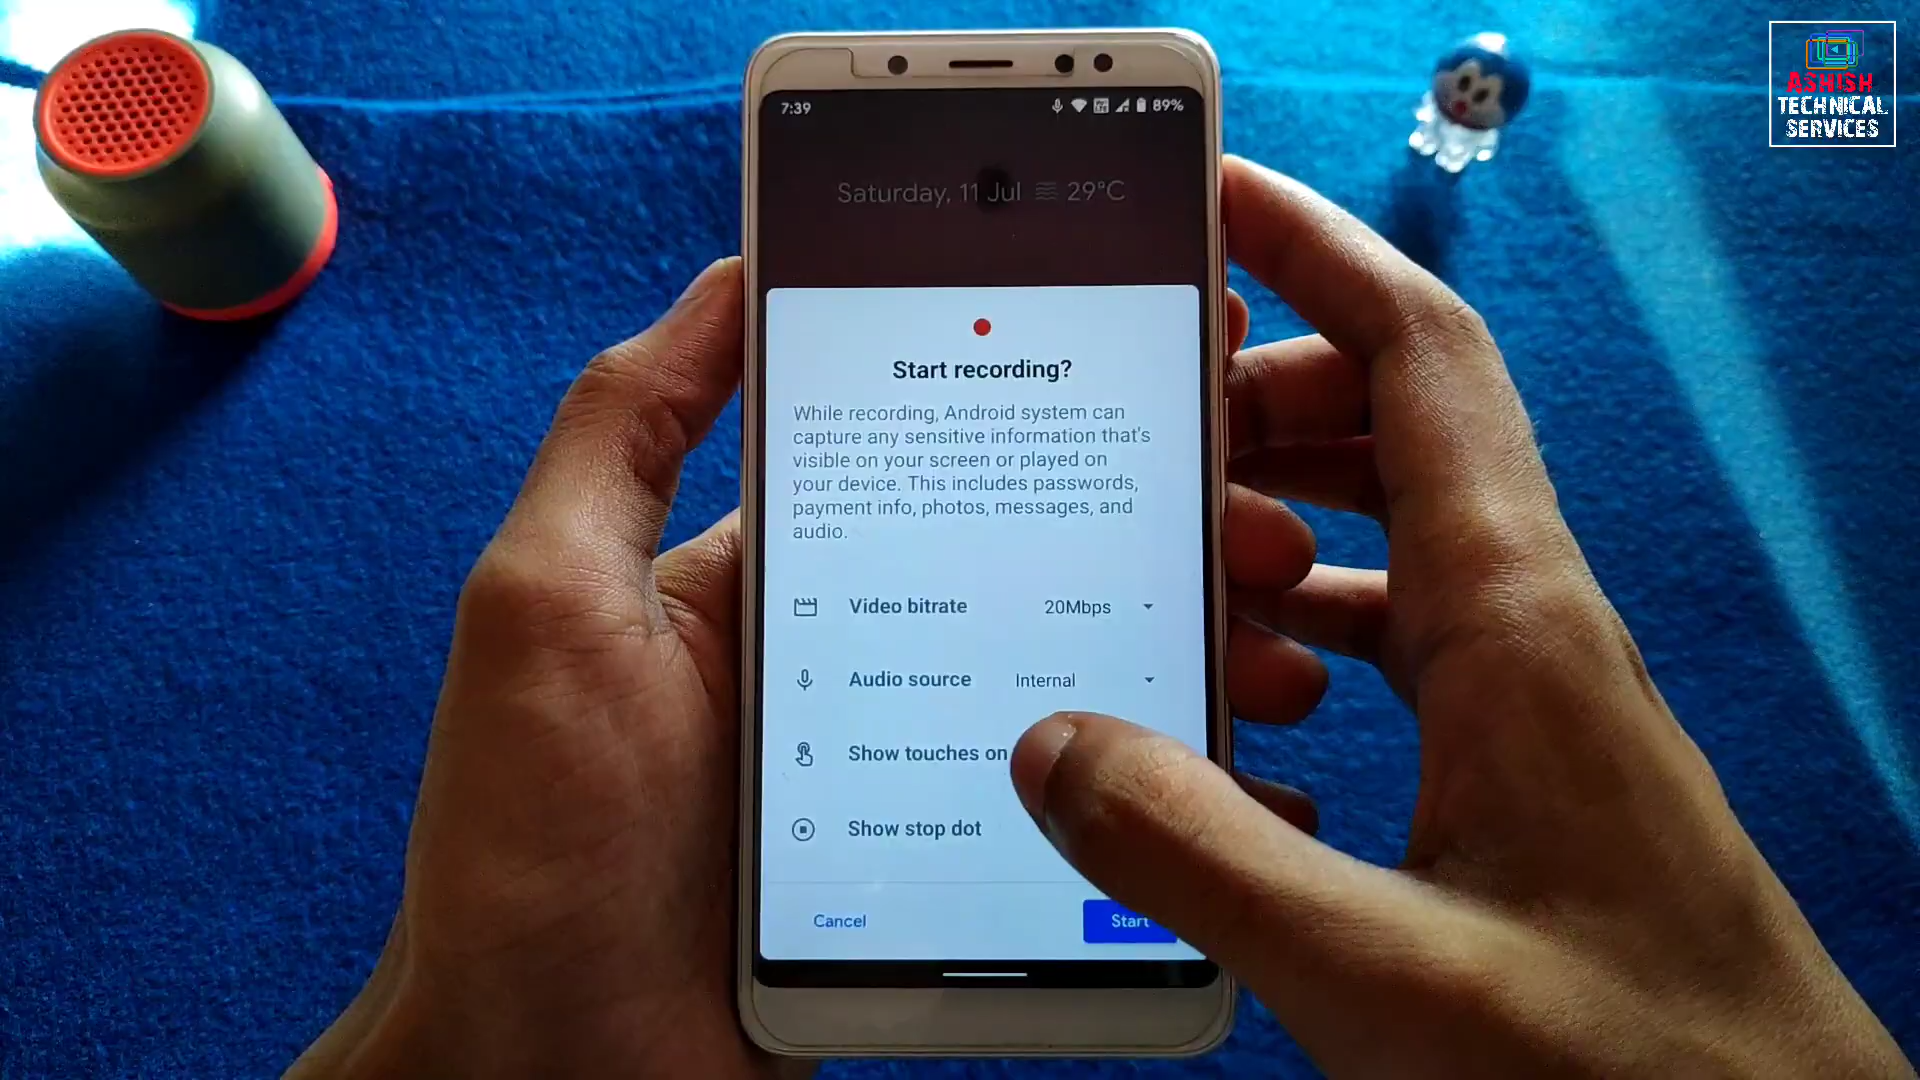 ASHISH
TECHNICAL
SERVICES
7:39
89%
Saturday, 11 Jul 29°C
Start recording?
While recording, Android system can
capture any sensitive information that's
visible on your screen or played on
your device. This includes passwords,
payment info, photos, messages, and
audio.
Video bitrate 20Mbps
Audio source Internal
Show touches on
Show stop dot
Cancel Start